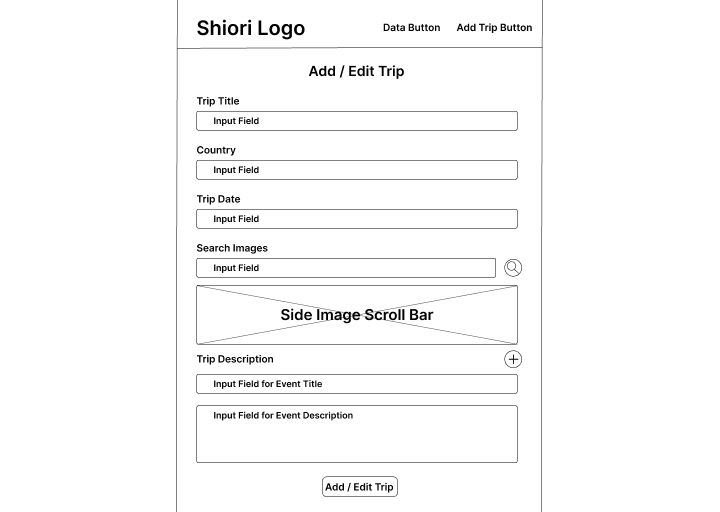 Shiori Logo
Data Button
Add Trip Button
Add / Edit Trip
Trip Title
Input Field
Country
Input Field
Trip Date
Input Field
Search Images
Input Field
Side Image Scroll Bar
Trip Description
Input Field for Event Title
Input Field for Event Description
Add / Edit Trip